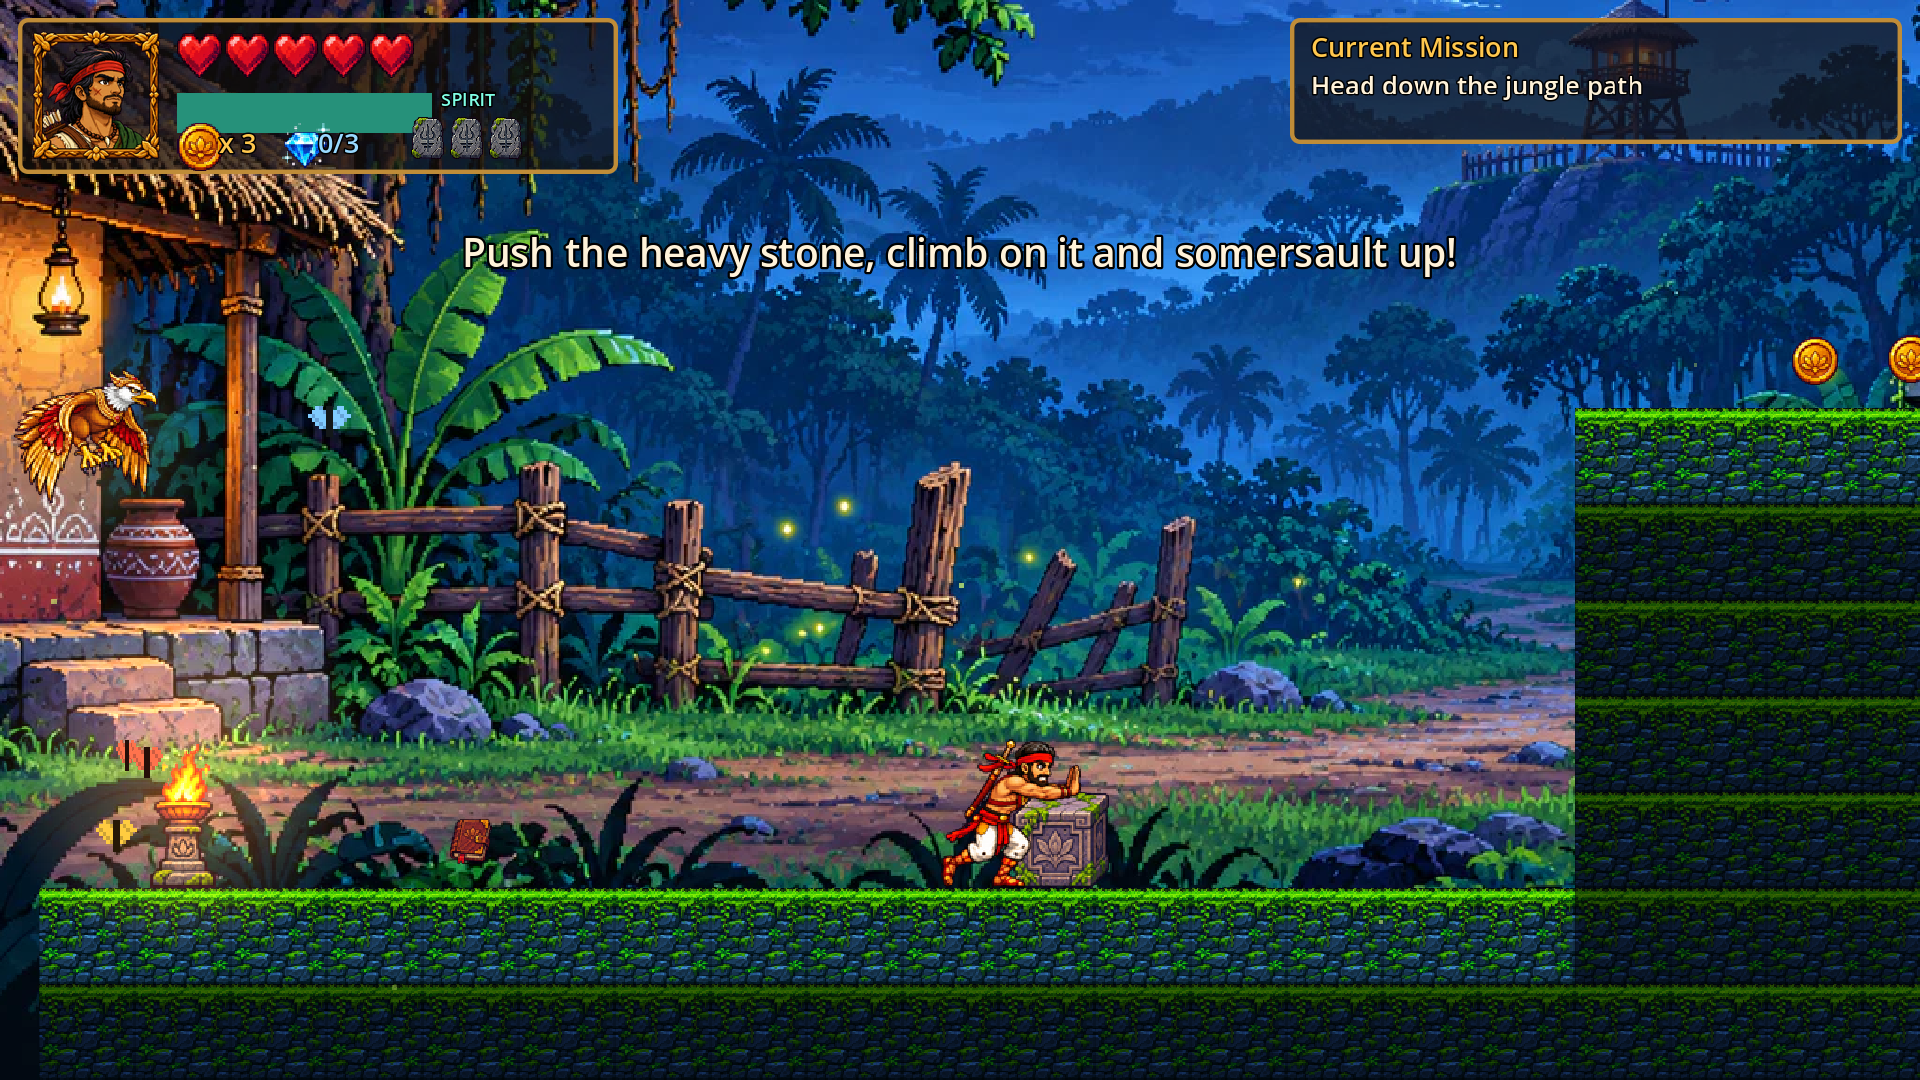 SPIRIT
x 3
0/3
Current Mission
Head down the jungle path
Push the heavy stone, climb on it and somersault up!